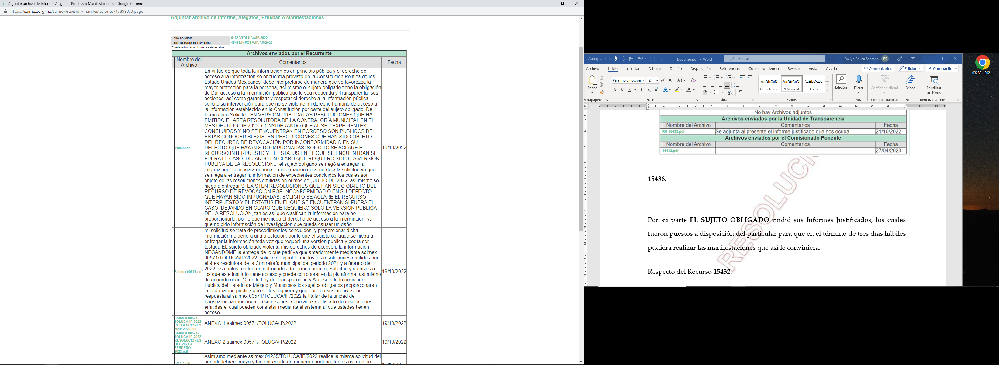 Adjuntar archivo de Informe, Alegatos, Pruebas o Manifestaciones - Google Chrome
https://saimex.org.mx/saimex/revision/manifestaciones/478993/0.page
Adjuntar archivo de Informe, Alegatos, Pruebas o Manifestaciones
Folio Solicitud: 01860/TOLUCA/IP/2022
Folio Recurso de Revisión: 15436/INFOEM/IP/RR/2022
Puede adjuntar archivos a este estatus
Archivos enviados por el Recurrente
Nombre del Archivo Comentarios Fecha
01860.pdf
En virtud de que toda la información es en principio pública y el derecho de
acceso a la información se encuentra previsto en la Constitución Política de los
Estado Unidos Mexicanos, debe interpretarse de manera que se favorezca la
mayor protección para la persona, así mismo el sujeto obligado tiene la obligación
de Dar acceso a la información pública que le sea requerida y Transparentar sus
acciones, así como garantizar y respetar el derecho a la información pública,
solicito su intervención para que no se violente mi derecho humano de acceso a
la información establecido en la Constitución por parte del sujeto obligado. De
forma clara Solicite ¨ EN VERSION PUBLICA LAS RESOLUCIONES QUE HA
EMITIDO EL AREA RESOLUTORA DE LA CONTRALORÍA MUNICIPAL EN EL
MES DE JULIO DE 2022, CONSIDERANDO QUE AL SER EXPEDIENTES
CONCLUIDOS Y NO SE ENCUENTRAN EN PORCESO SON PUBLICOS DE
ESTAS CONOCER SI EXISTEN RESOLUCIONES QUE HAN SIDO OBJETO
DEL RECURSO DE REVOCACIÓN POR INCONFORMIDAD O EN SU
DEFECTO QUE HAYAN SIDO IMPUGNADAS, SOLICITO SE ACLARE EL
RECURSO INTERPUESTO Y EL ESTATUS EN EL QUE SE ENCUENTRAN SI
FUERA EL CASO, DEJANDO EN CLARO QUE REQUIERO SOLO LA VERSION
PUBLICA DE LA RESOLUCION..¨ el sujeto obligado se negó a entregar la
información. se niega a entregar la información de acuerdo a la solicitud ya que
se niega a entregar la informacion de expedientes concluidos los cuales son
objeto de las resoluciones emitidas en el mes de , JULIO DE 2022, así mismo se
niega a entregar SI EXISTEN RESOLUCIONES QUE HAN SIDO OBJETO DEL
RECURSO DE REVOCACIÓN POR INCONFORMIDAD O EN SU DEFECTO
QUE HAYAN SIDO IMPUGNADAS, SOLICITO SE ACLARE EL RECURSO
INTERPUESTO Y EL ESTATUS EN EL QUE SE ENCUENTRAN SI FUERA EL
CASO, DEJANDO EN CLARO QUE REQUIERO SOLO LA VERSION PUBLICA
DE LA RESOLUCION, tan es así que clasifican la informacion para no
proporcionarla, por lo que me niega el derecho de acceso a la información, ya
que no pido información de investigación que pueda causar un daño.
19/10/2022
Saimex 00571.pdf
mi solicitud se trata de procedimientos concluidos, y proporcionar dicha
información no genera una afectación, por lo que el sujeto obligado se niega a
entregar la información toda vez que requerí una versión publica y podía ser
testada EL sujeto obligado violenta mis derechos de acceso a la información
NEGANDOME la entrega de lo que pedí ya que anteriormente mediante saimex
00571/TOLUCA/IP/2022, solicite de igual forma los las resoluciones emitidas por
el área resolutora de la Contraloría municipal del periodo 2021 y a febrero de
2022 las cuales me fueron entregadas de forma correcta, Solicitud y archivos a
los que este instituto tiene acceso y puede corroborar en la plataforma. así mismo
de acuerdo al art 12 de la Ley de Transparencia y Acceso a la Información
Pública del Estado de México y Municipios los sujetos obligados proporcionarán
la información pública que se les requiera y que obre en sus archivos, en
respuesta al saimex 00571/TOLUCA/IP/2022 la titular de la unidad de
transparencia menciona en su respuesta que anexa el listado de resoluciones
emitidas el cual pueden constatar mediante el sistema al que ustedes tienen
acceso.
19/10/2022
SAIMEX 00571-
TOLUCA-IP-2022
RESOLUCIONES
2019-2020.pdf
ANEXO 1 saimex 00571/TOLUCA/IP/2022
19/10/2022
SAIMEX 00571-
TOLUCA-IP-2022
RESOLUCIONES
DEL 2021 A
FEBRERO
2022.pdf
ANEXO 2 saimex 00571/TOLUCA/IP/2022
19/10/2022
SMX-1235-
Asimismo mediante saimex 01235/TOLUCA/IP/2022 realice la misma solicitud del
periodo febrero mayo y fue entregada de manera oportuna, tan es así que no
19/10/2022
Autoguardado Documento1 - Word Buscar Evelyn Souza Santana ES
Archivo Inicio Insertar Dibujar Diseño Disposición Referencias Correspondencia Revisar Vista Ayuda Comentarios Edición Compartir
Pegar Palatino Linotype 12 Aa
N K S ab x₂ x² A A
AaBbCcDc AaBbCcDc AaBbCcDd
Caracteres... ¶ Normal Texto
Edición Dictar Confidencialidad Editor Reutilizar archivos
Portapapeles Fuente Párrafo Estilos Voz Confidencialidad Editor Reutilizar archivos
3 2 1 1 2 3 4 5 6 7 8 9 10 11 12 13 14 15 17 18
8 9 10 11 12 13 14 15 16 17 18
No hay Archivos adjuntos
Archivos enviados por la Unidad de Transparencia
Nombre del Archivo Comentarios Fecha
RR 15433.pdf Se adjunta al presente el informe justificado que nos ocupa. 21/10/2022
Archivos enviados por el Comisionado Ponente
Nombre del Archivo Comentarios Fecha
15432.pdf 27/04/2023
15436.
Por su parte EL SUJETO OBLIGADO rindió sus Informes Justificados, los cuales
fueron puestos a disposición del particular para que en el término de tres días hábiles
pudiera realizar las manifestaciones que así le conviniera.
Respecto del Recurso 15432:
RESOLUCI
03282_202...